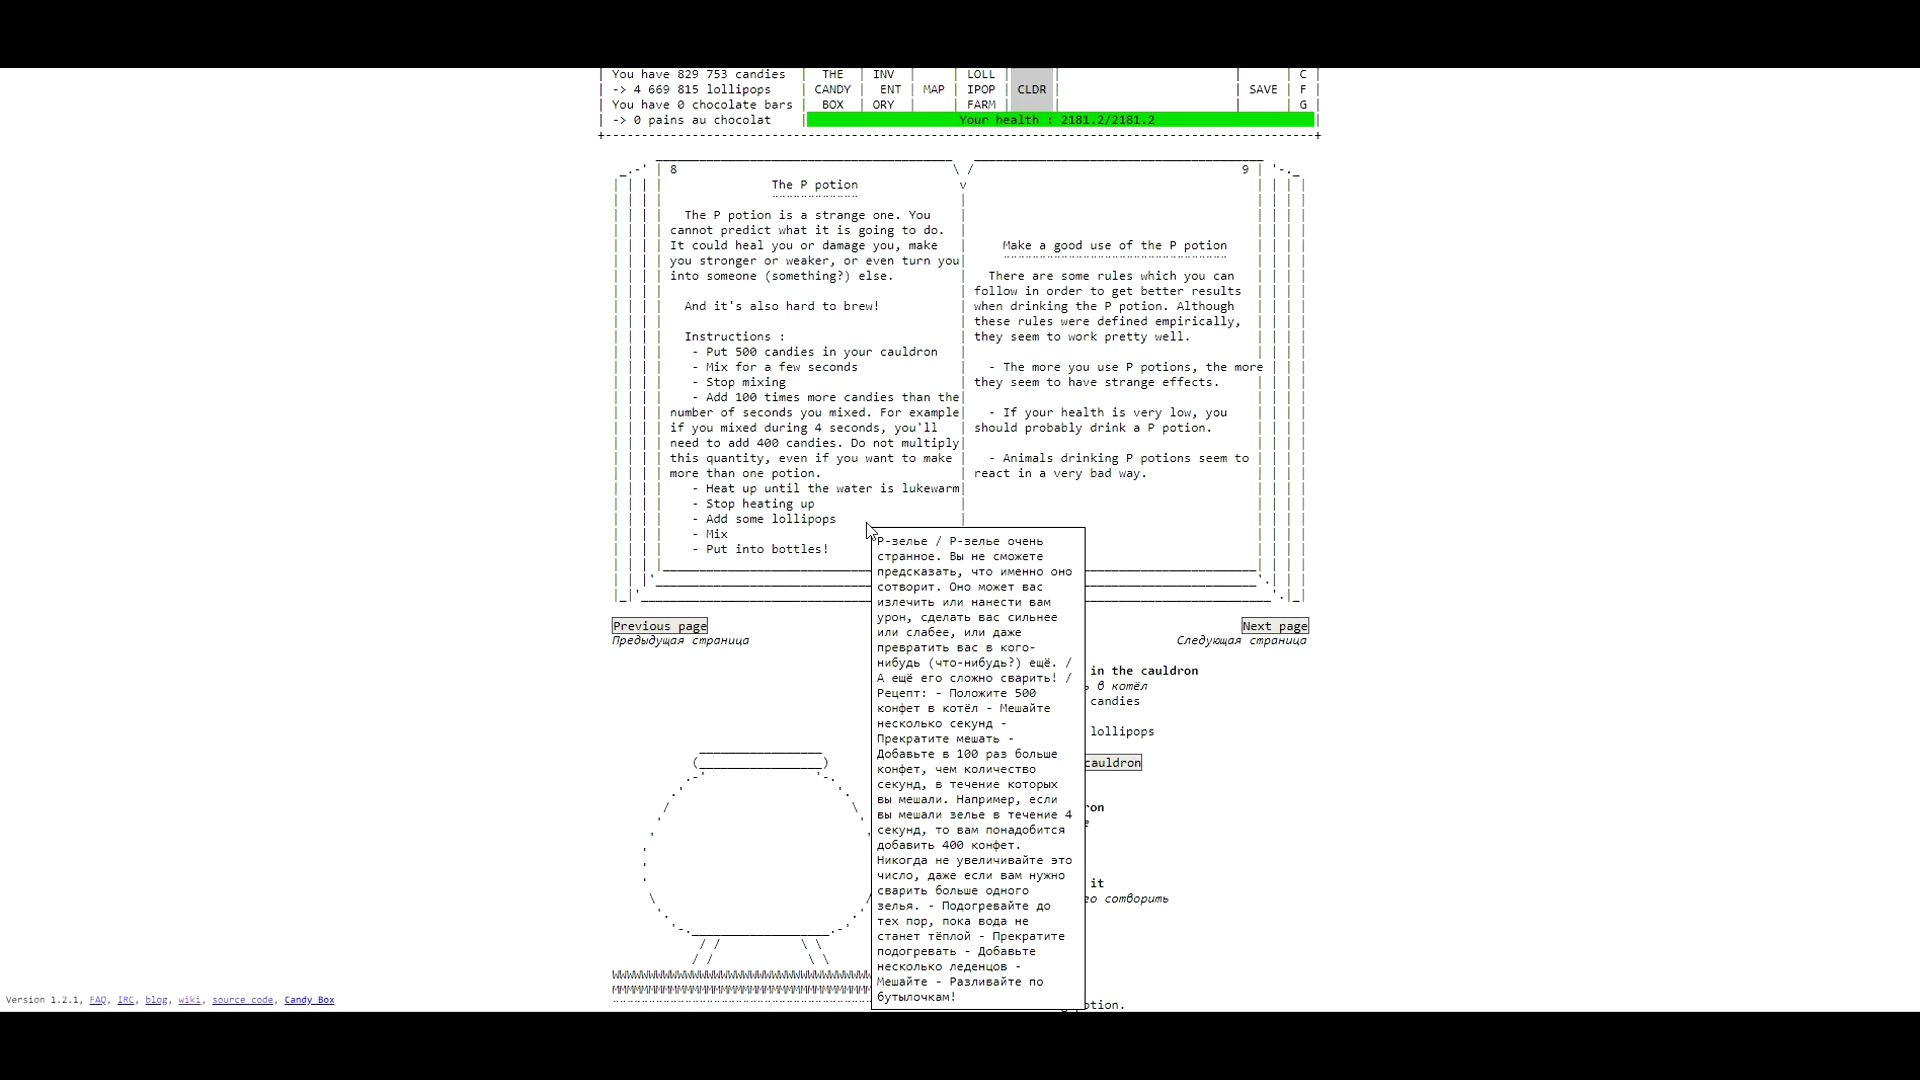 You have 829 753 candies
-> 4 669 815 lollipops
You have 0 chocolate bars
-> 0 pains au chocolat
THE
CANDY
BOX
INV
ENT
ORY
MAP
LOLL
IPOP
FARM
CLDR
SAVE
C
F
G
Your health : 2181.2/2181.2
8
The P potion
The P potion is a strange one. You
cannot predict what it is going to do.
It could heal you or damage you, make
you stronger or weaker, or even turn you
into someone (something?) else.
And it's also hard to brew!
Instructions :
- Put 500 candies in your cauldron
- Mix for a few seconds
- Stop mixing
- Add 100 times more candies than the
number of seconds you mixed. For example
if you mixed during 4 seconds, you'll
need to add 400 candies. Do not multiply
this quantity, even if you want to make
more than one potion.
- Heat up until the water is lukewarm
- Stop heating up
- Add some lollipops
- Mix
- Put into bottles!
9
Make a good use of the P potion
There are some rules which you can
follow in order to get better results
when drinking the P potion. Although
these rules were defined empirically,
they seem to work pretty well.
- The more you use P potions, the more
they seem to have strange effects.
- If your health is very low, you
should probably drink a P potion.
- Animals drinking P potions seem to
react in a very bad way.
Р-зелье / Р-зелье очень
странное. Вы не сможете
предсказать, что именно оно
сотворит. Оно может вас
излечить или нанести вам
урон, сделать вас сильнее
или слабее, или даже
превратить вас в кого-
нибудь (что-нибудь?) ещё. /
А ещё его сложно сварить! /
Рецепт: - Положите 500
конфет в котёл - Мешайте
несколько секунд -
Прекратите мешать -
Добавьте в 100 раз больше
конфет, чем количество
секунд, в течение которых
вы мешали. Например, если
вы мешали зелье в течение 4
секунд, то вам понадобится
добавить 400 конфет.
Никогда не увеличивайте это
число, даже если вам нужно
сварить больше одного
зелья. - Подогревайте до
тех пор, пока вода не
станет тёплой - Прекратите
подогревать - Добавьте
несколько леденцов -
Мешайте - Разливайте по
бутылочкам!
Previous page
Предыдущая страница
Next page
Следующая страница
in the cauldron
в котёл
candies
lollipops
cauldron
it
сотворить
Version 1.2.1, FAQ, IRC, blog, wiki, source code, Candy Box